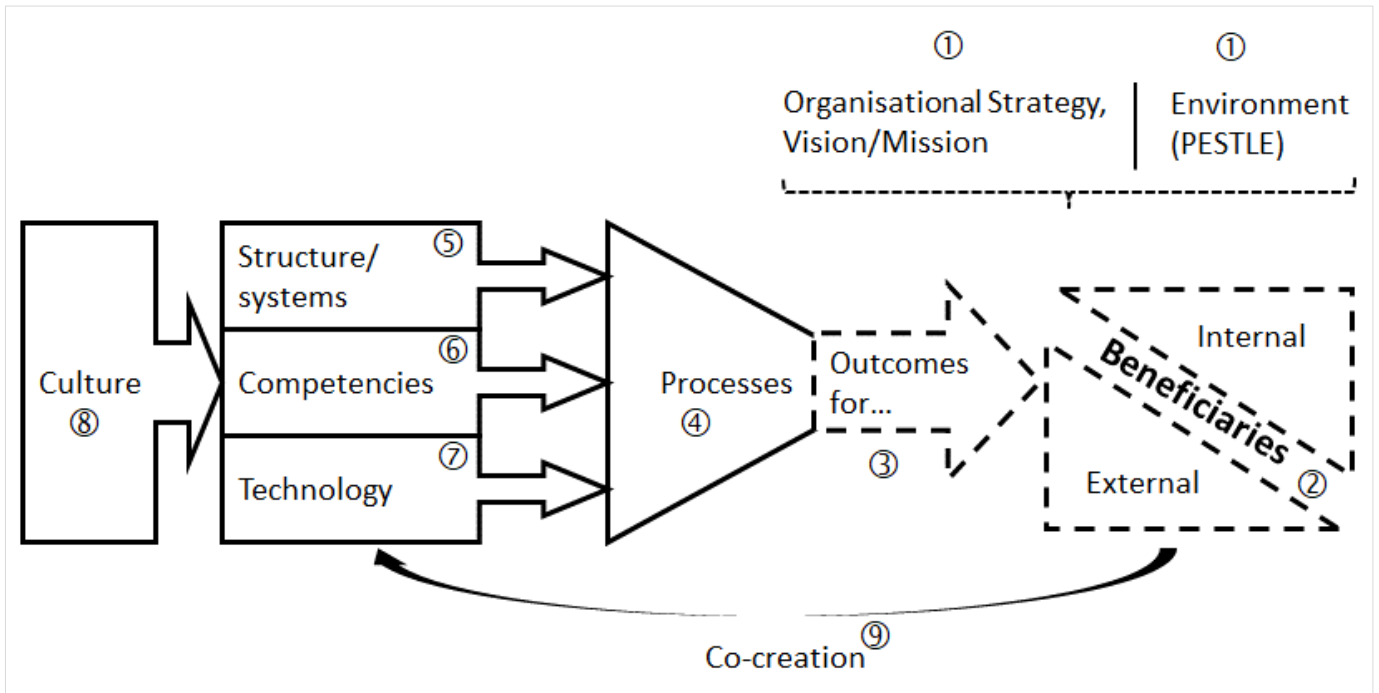 ①
①
Organisational Strategy,
Vision/Mission
Environment
(PESTLE)
Culture
⑧
Structure/
systems
⑤
Competencies
⑥
Technology
⑦
Processes
④
Outcomes
for...
③
Internal
Beneficiaries
②
External
Co-creation
⑨